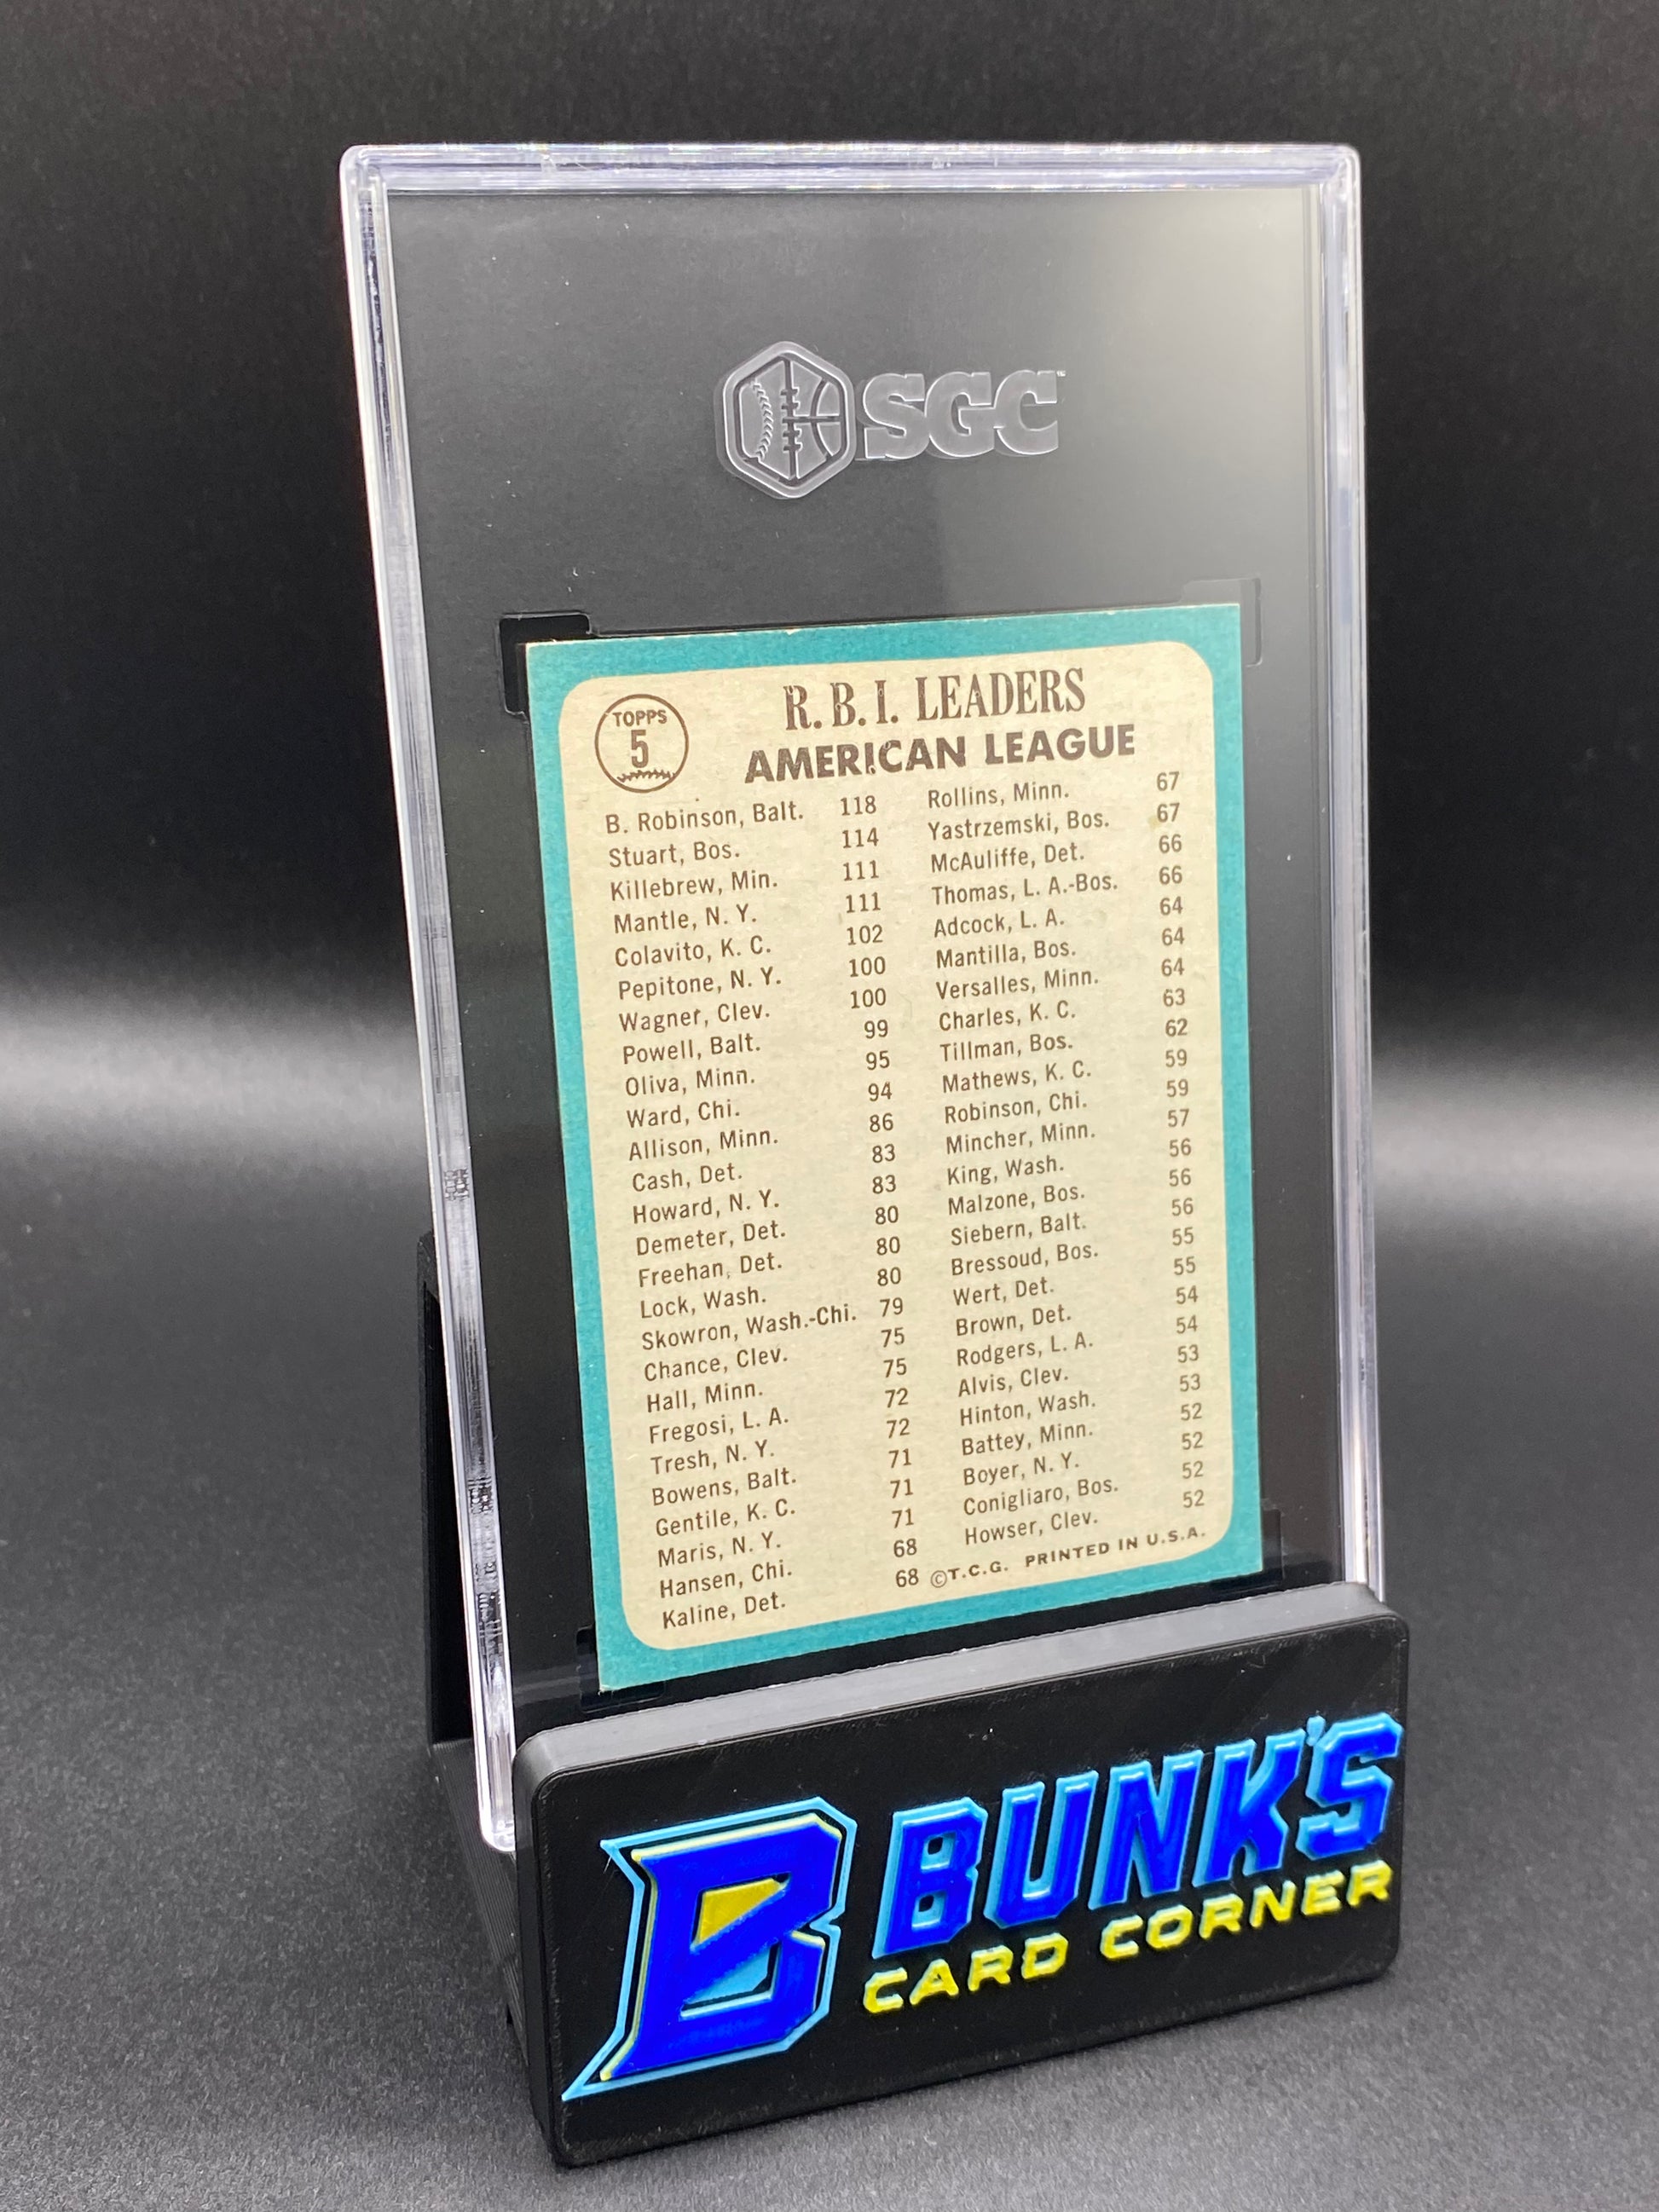 SGC
TOPPS
5
R. B. I. LEADERS
AMERICAN LEAGUE
B. Robinson, Balt. 118
Stuart, Bos. 114
Killebrew, Min. 111
Mantle, N. Y. 111
Colavito, K. C. 102
Pepitone, N. Y. 100
Wagner, Clev. 100
Powell, Balt. 99
Oliva, Minn. 95
Ward, Chi. 94
Allison, Minn. 86
Cash, Det. 83
Howard, N. Y. 83
Demeter, Det. 80
Freehan, Det. 80
Lock, Wash. 80
Skowron, Wash.-Chi. 79
Chance, Clev. 75
Hall, Minn. 75
Fregosi, L. A. 72
Tresh, N. Y. 72
Bowens, Balt. 71
Gentile, K. C. 71
Maris, N. Y. 71
Hansen, Chi. 68
Kaline, Det. 68
Rollins, Minn. 67
Yastrzemski, Bos. 67
McAuliffe, Det. 66
Thomas, L. A.-Bos. 66
Adcock, L. A. 64
Mantilla, Bos. 64
Versalles, Minn. 64
Charles, K. C. 63
Tillman, Bos. 62
Mathews, K. C. 59
Robinson, Chi. 59
Mincher, Minn. 57
King, Wash. 56
Malzone, Bos. 56
Siebern, Balt. 56
Bressoud, Bos. 55
Wert, Det. 55
Brown, Det. 54
Rodgers, L. A. 54
Alvis, Clev. 53
Hinton, Wash. 53
Battey, Minn. 52
Boyer, N. Y. 52
Conigliaro, Bos. 52
Howser, Clev. 52
©T.C.G. PRINTED IN U.S.A.
B BUNK'S
CARD CORNER